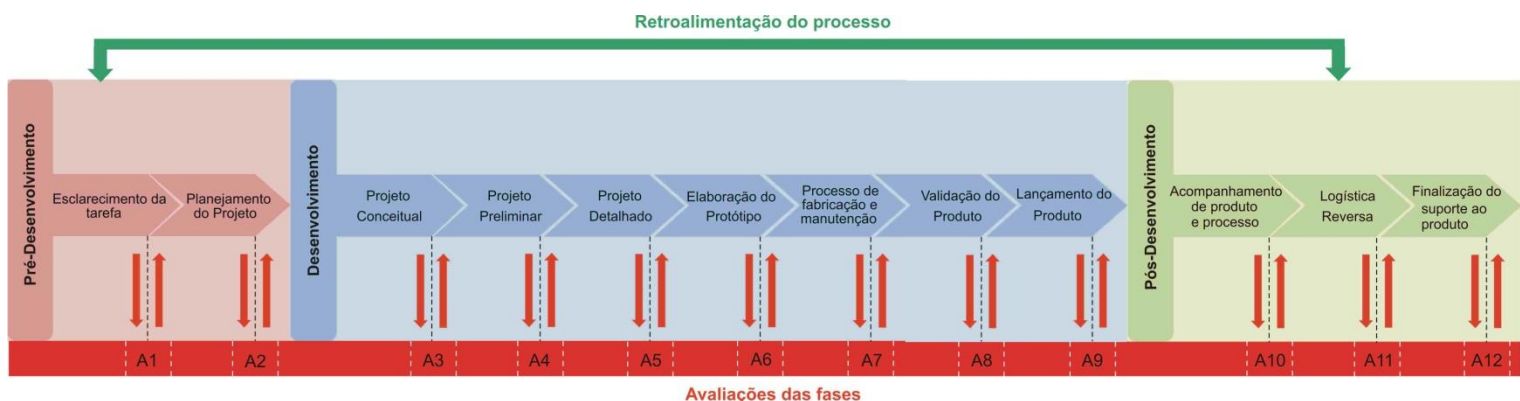 Retroalimentação do processo
Pré-Desenvolvimento
Esclarecimento da
tarefa
Planejamento
do Projeto
Desenvolvimento
Projeto
Conceitual
Projeto
Preliminar
Projeto
Detalhado
Elaboração do
Protótipo
Processo de
fabricação e
manutenção
Validação do
Produto
Lançamento do
Produto
Pós-Desenvolvimento
Acompanhamento
de produto
e processo
Logística
Reversa
Finalização do
suporte ao
produto
A1
A2
A3
A4
A5
A6
A7
A8
A9
A10
A11
A12
Avaliações das fases